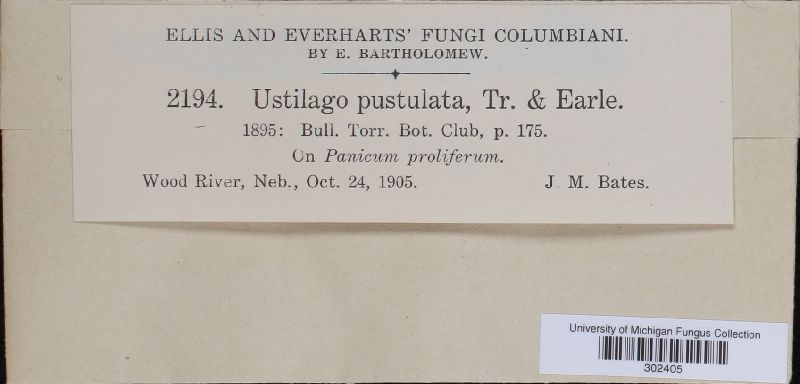 ELLIS AND EVERHARTS' FUNGI COLUMBIANI.
BY E. BARTHOLOMEW.
2194. Ustilago pustulata, Tr. & Earle.
1895: Bull. Torr. Bot. Club, p. 175.
On Panicum proliferum.
Wood River, Neb., Oct. 24, 1905. J. M. Bates.
University of Michigan Fungus Collection
302405